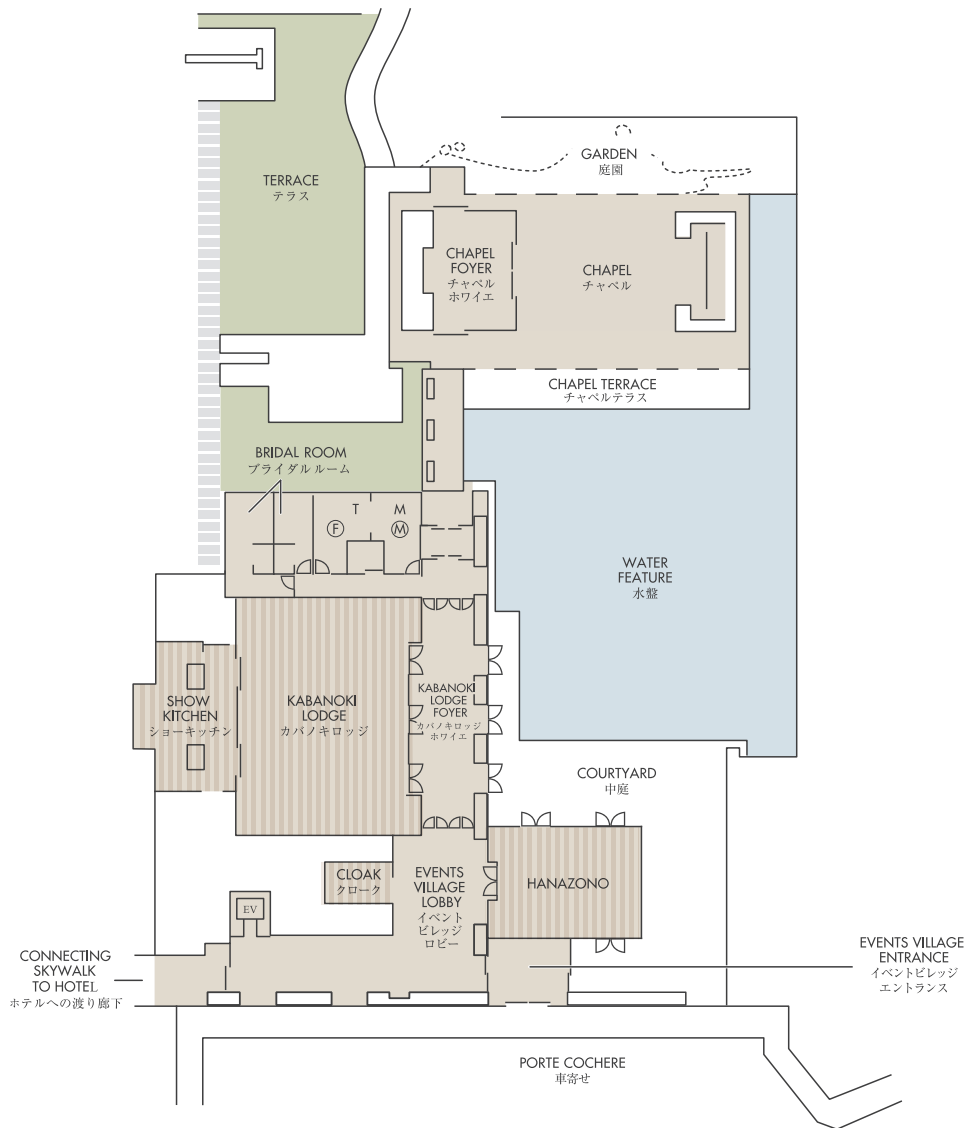 GARDEN
庭園
TERRACE
テラス
CHAPEL
FOYER
チャペル
ホワイエ
CHAPEL
チャペル
CHAPEL TERRACE
チャペルテラス
BRIDAL ROOM
ブライダルルーム
F
T
M
M
WATER
FEATURE
水盤
SHOW
KITCHEN
ショーキッチン
KABANOKI
LODGE
カバノキロッジ
KABANOKI
LODGE
FOYER
カバノキロッジ
ホワイエ
COURTYARD
中庭
CLOAK
クローク
EVENTS
VILLAGE
LOBBY
イベント
ビレッジ
ロビー
HANAZONO
EV
CONNECTING
SKYWALK
TO HOTEL
ホテルへの渡り廊下
EVENTS VILLAGE
ENTRANCE
イベントビレッジ
エントランス
PORTE COCHERE
車寄せ